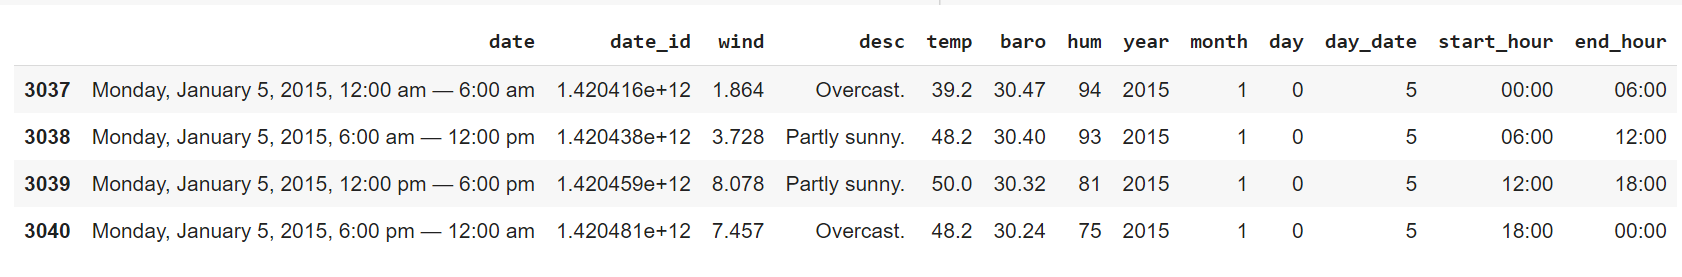 date date_id wind desc temp baro hum year month day day_date start_hour end_hour
3037 Monday, January 5, 2015, 12:00 am — 6:00 am 1.420416e+12 1.864 Overcast. 39.2 30.47 94 2015 1 0 5 00:00 06:00
3038 Monday, January 5, 2015, 6:00 am — 12:00 pm 1.420438e+12 3.728 Partly sunny. 48.2 30.40 93 2015 1 0 5 06:00 12:00
3039 Monday, January 5, 2015, 12:00 pm — 6:00 pm 1.420459e+12 8.078 Partly sunny. 50.0 30.32 81 2015 1 0 5 12:00 18:00
3040 Monday, January 5, 2015, 6:00 pm — 12:00 am 1.420481e+12 7.457 Overcast. 48.2 30.24 75 2015 1 0 5 18:00 00:00